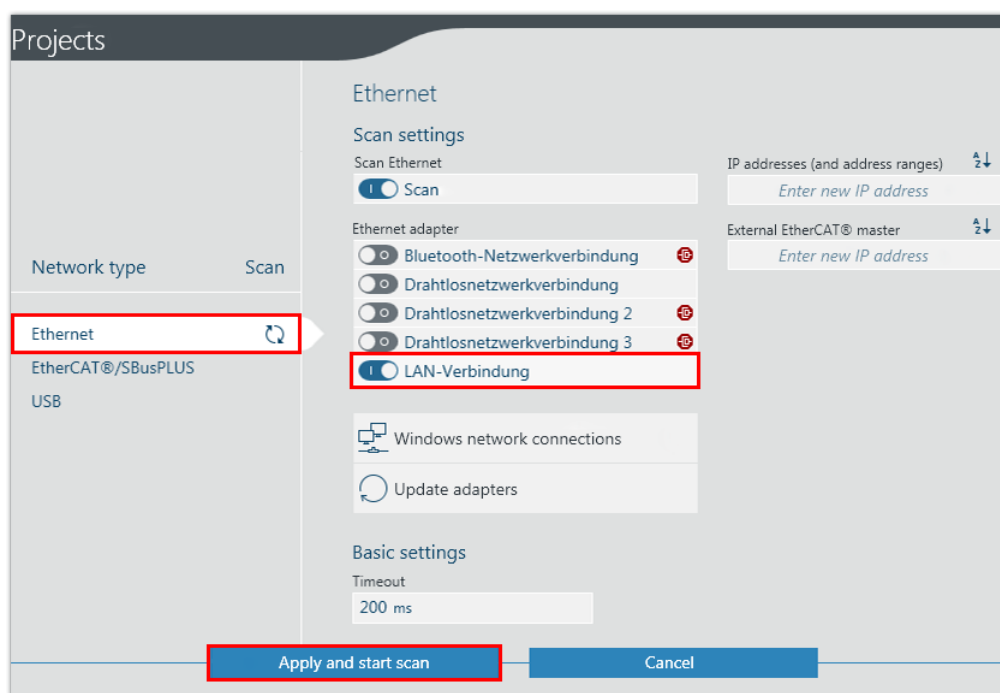 Projects
Network type Scan
Ethernet
EtherCAT®/SBusPLUS
USB
Ethernet
Scan settings
Scan Ethernet
Scan
Ethernet adapter
Bluetooth-Netzwerkverbindung
Drahtlosnetzwerkverbindung
Drahtlosnetzwerkverbindung 2
Drahtlosnetzwerkverbindung 3
LAN-Verbindung
Windows network connections
Update adapters
Basic settings
Timeout
200 ms
IP addresses (and address ranges)
Enter new IP address
External EtherCAT® master
Enter new IP address
Apply and start scan
Cancel